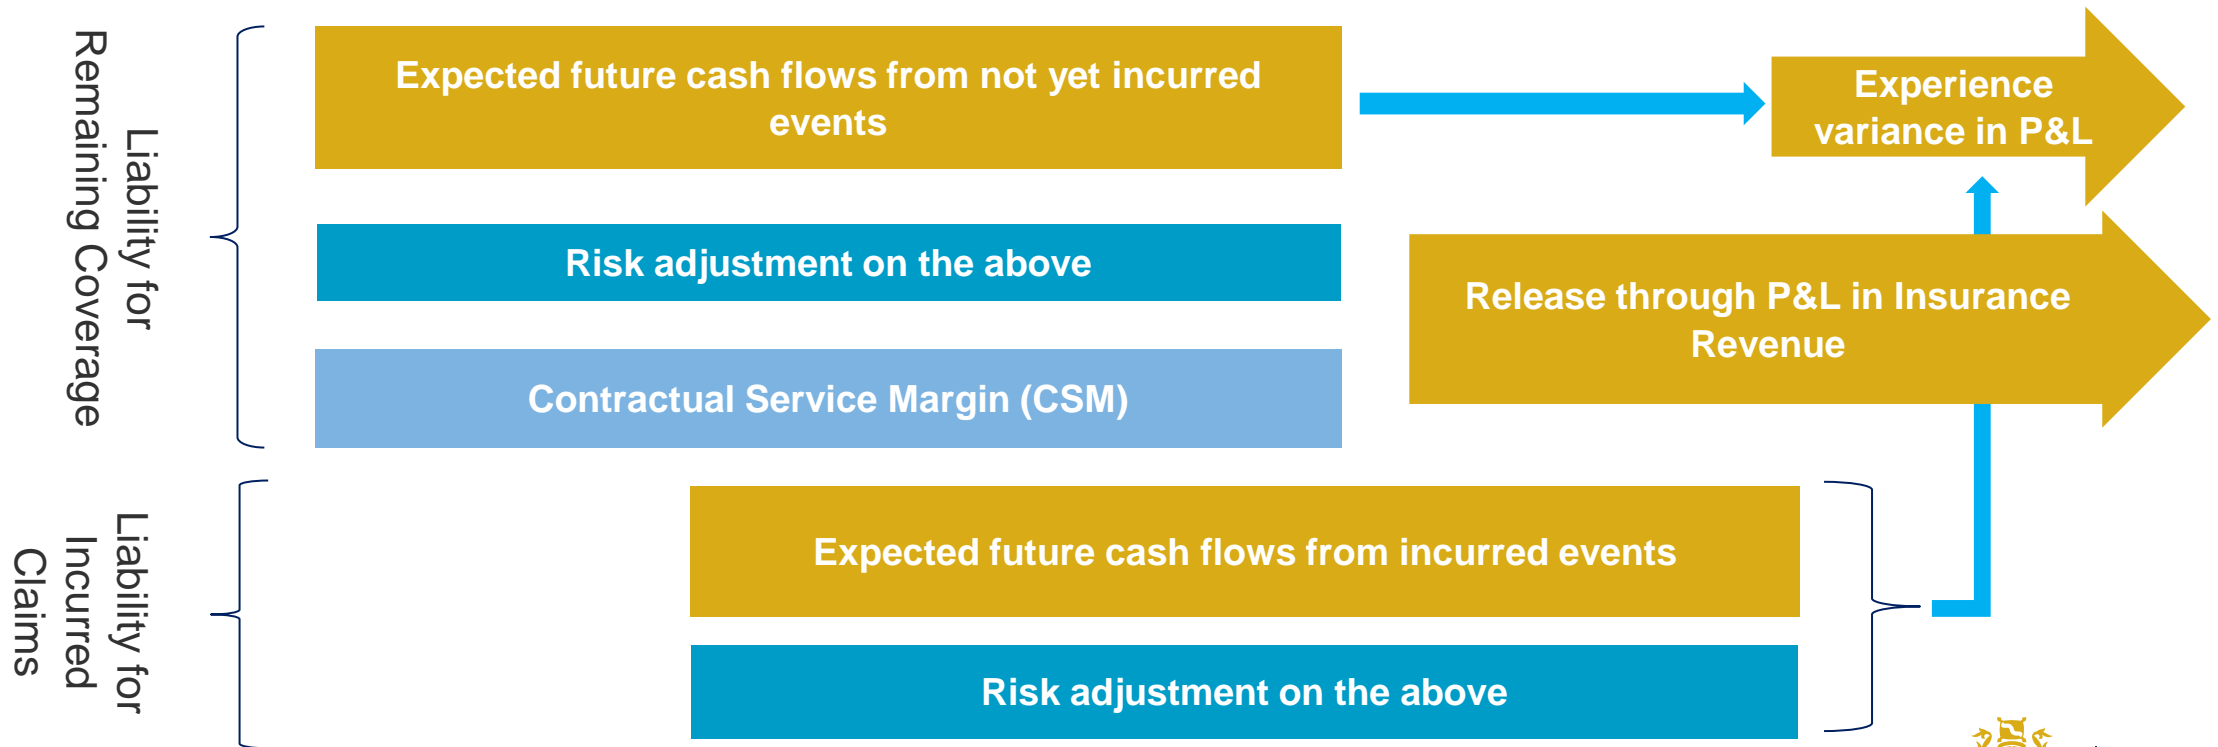 Liability for
Remaining Coverage
Expected future cash flows from not yet incurred
events
Experience
variance in P&L
Risk adjustment on the above
Release through P&L in Insurance
Revenue
Contractual Service Margin (CSM)
Liability for
Incurred
Claims
Expected future cash flows from incurred events
Risk adjustment on the above